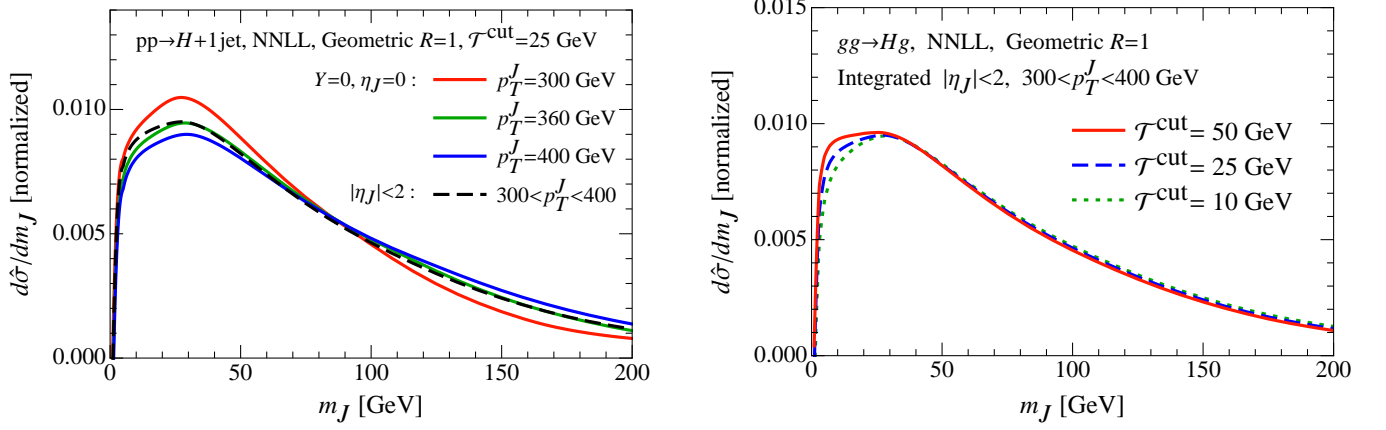 pp→H+1jet, NNLL, Geometric R=1, 𝒯^cut=25 GeV
Y=0, η_J=0 :
p_T^J=300 GeV
p_T^J=360 GeV
p_T^J=400 GeV
|η_J|<2 :
300<p_T^J<400
dσ̂/dm_J [normalized]
0.010
0.005
0.000
0
50
100
150
200
m_J [GeV]
gg→Hg, NNLL, Geometric R=1
Integrated |η_J|<2, 300<p_T^J<400 GeV
𝒯^cut= 50 GeV
𝒯^cut= 25 GeV
𝒯^cut= 10 GeV
dσ̂/dm_J [normalized]
0.015
0.010
0.005
0.000
0
50
100
150
200
m_J [GeV]